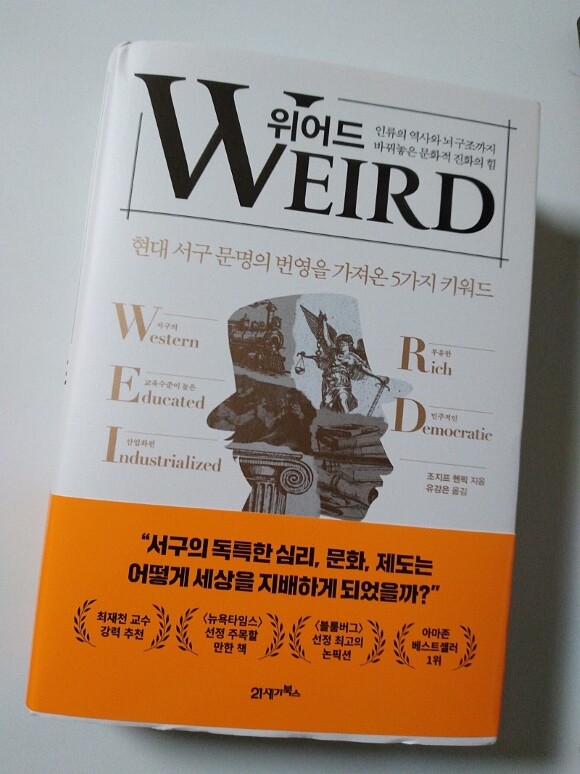 위어드
인류의 역사와 뇌 구조까지
바꿔놓은 문화적 진화의 힘
WEIRD
현대 서구 문명의 번영을 가져온 5가지 키워드
서구의
Western
교육수준이 높은
Educated
산업화된
Industrialized
부유한
Rich
민주적인
Democratic
조지프 헨릭 지음
유강은 옮김
“서구의 독특한 심리, 문화, 제도는
어떻게 세상을 지배하게 되었을까?”
최재천 교수
강력 추천
〈뉴욕타임스〉
선정 주목할
만한 책
〈블룸버그〉
선정 최고의
논픽션
아마존
베스트셀러
1위
21세기북스